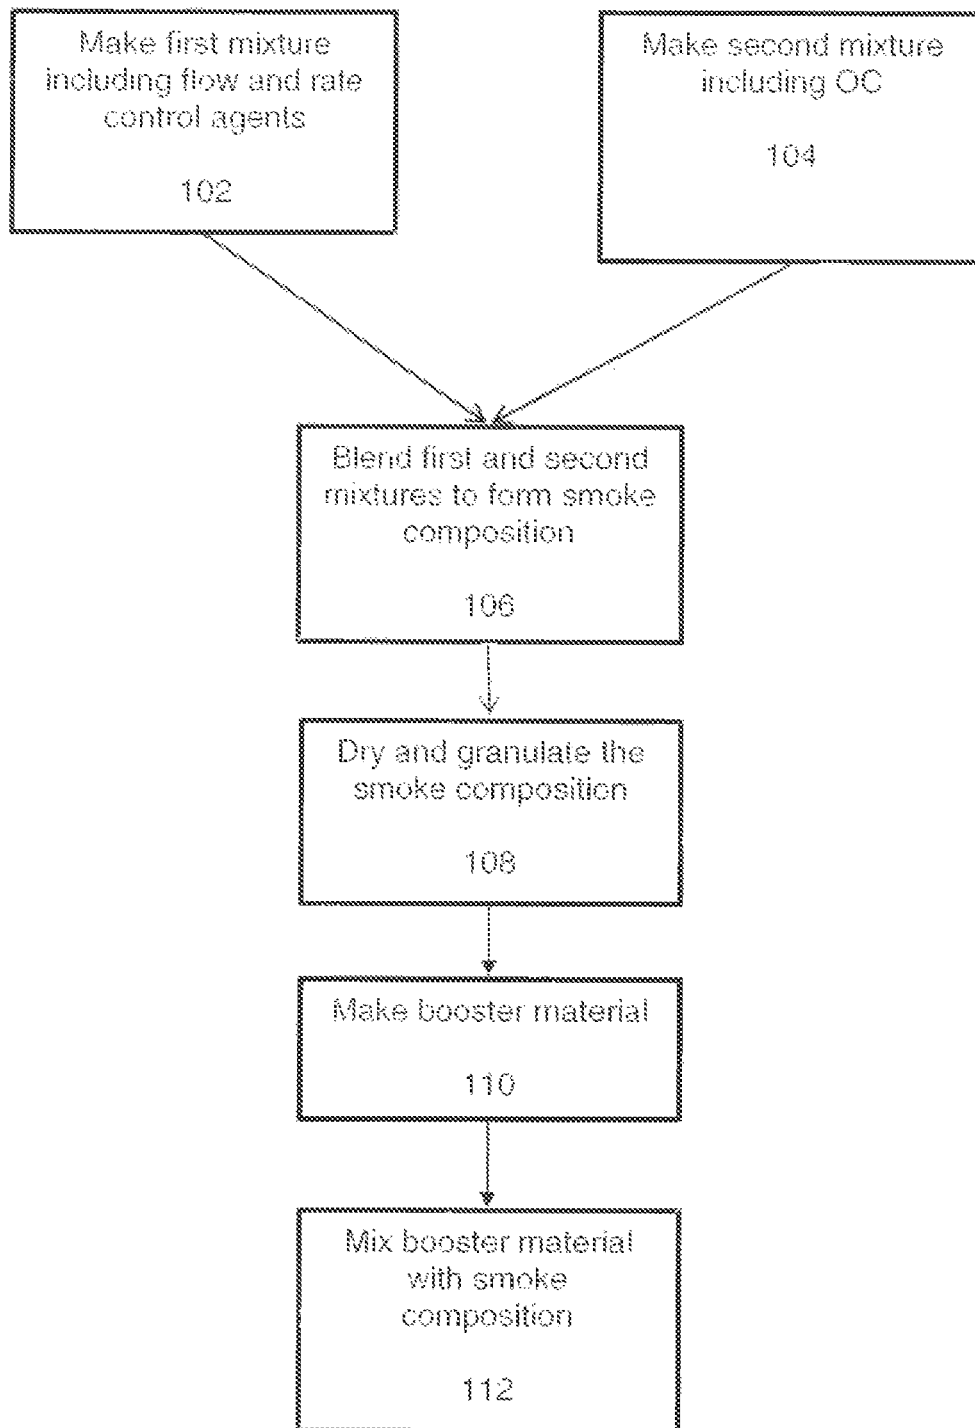 Make first mixture
including flow and rate
control agents
102
Make second mixture
including OC
104
Blend first and second
mixtures to form smoke
composition
106
Dry and granulate the
smoke composition
108
Make booster material
110
Mix booster material
with smoke
composition
112